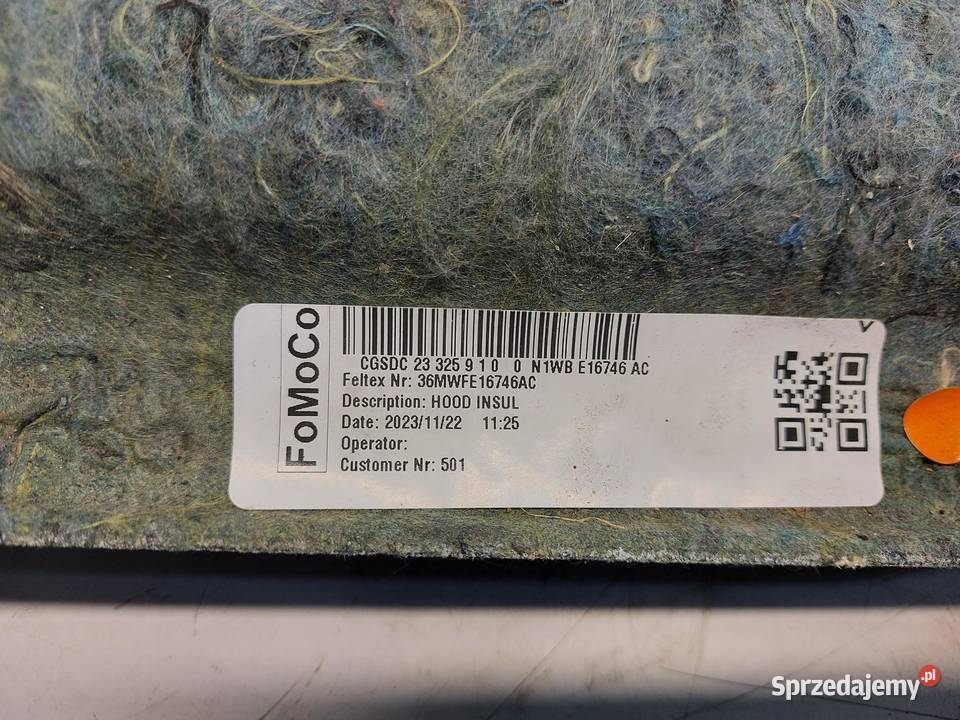 FoMoCo
CGSDC 23 325 9 1 0 0 N1WB E16746 AC
Feltex Nr: 36MWFE16746AC
Description: HOOD INSUL
Date: 2023/11/22 11:25
Operator:
Customer Nr: 501
Sprzedajemy.pl